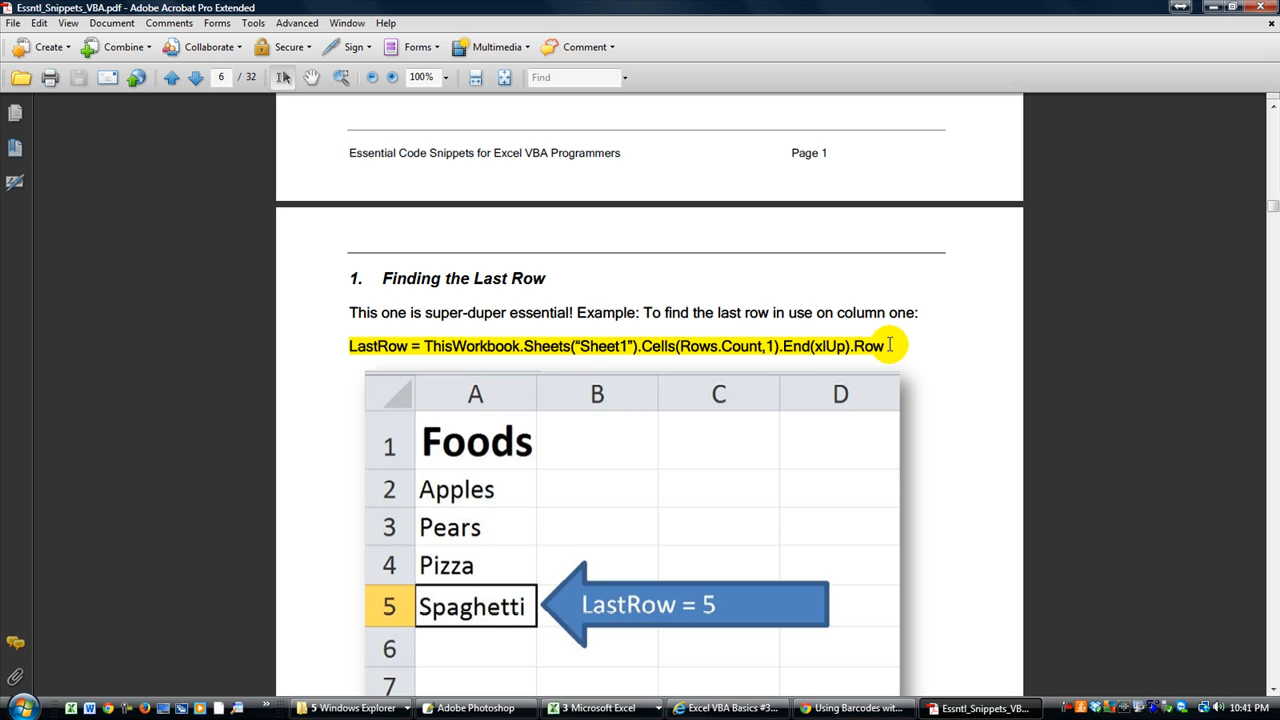 Essntl_Snippets_VBA.pdf - Adobe Acrobat Pro Extended
File Edit View Document Comments Forms Tools Advanced Window Help
Create Combine Collaborate Secure Sign Forms Multimedia Comment
6 / 32 100% Find
Essential Code Snippets for Excel VBA Programmers Page 1
1. Finding the Last Row
This one is super-duper essential! Example: To find the last row in use on column one:
LastRow = ThisWorkbook.Sheets(“Sheet1”).Cells(Rows.Count,1).End(xlUp).Row
A B C D
1 Foods
2 Apples
3 Pears
4 Pizza
5 Spaghetti LastRow = 5
6
7
5 Windows Explorer Adobe Photoshop 3 Microsoft Excel Excel VBA Basics #3... Using Barcodes wit... Essntl_Snippets_VB... 10:41 PM